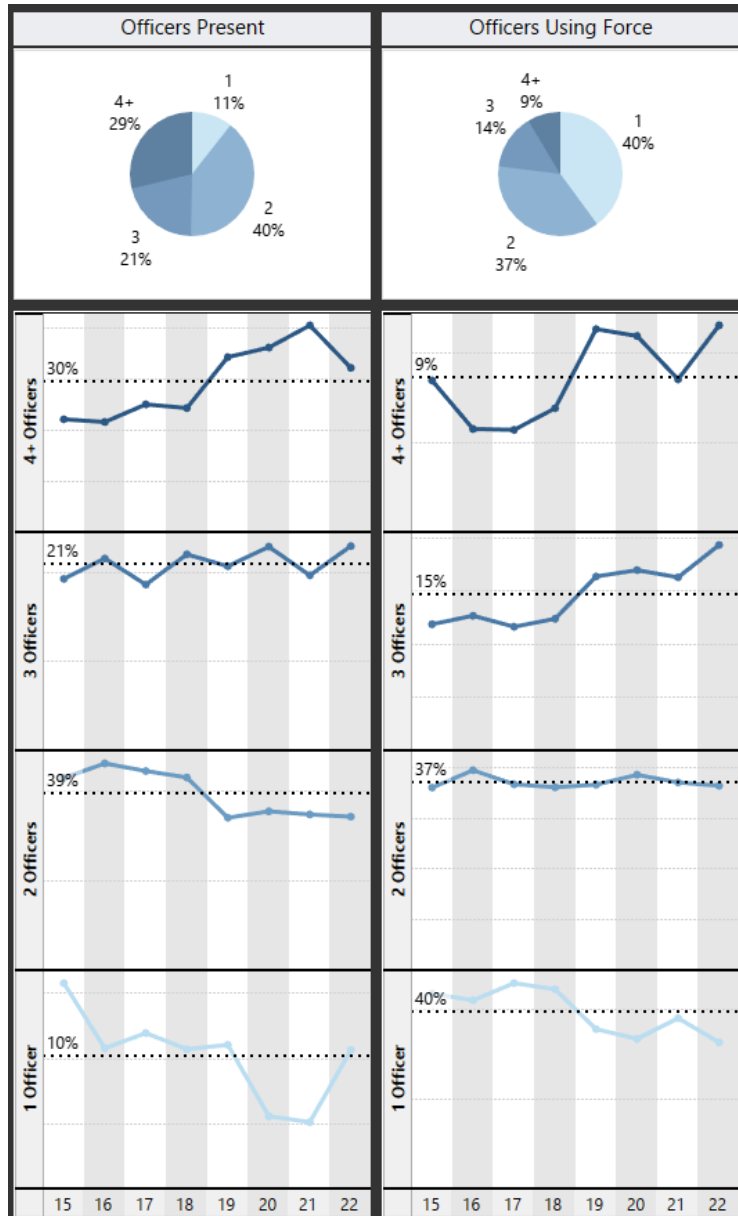 Officers Present
Officers Using Force
1
11%
2
40%
3
21%
4+
29%
1
40%
2
37%
3
14%
4+
9%
4+ Officers
30%
4+ Officers
9%
3 Officers
21%
3 Officers
15%
2 Officers
39%
2 Officers
37%
1 Officer
10%
1 Officer
40%
15 16 17 18 19 20 21 22
15 16 17 18 19 20 21 22